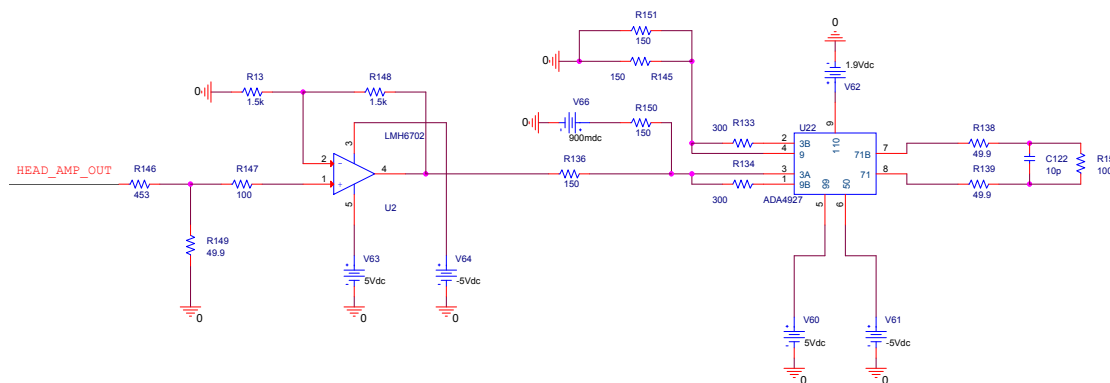 R151
150
150
R145
0
0
1.9Vdc
V62
R13
1.5k
0
R148
1.5k
V66
0
900mdc
R150
150
LMH6702
3
2
1
4
5
U2
HEAD_AMP_OUT
R146
453
R147
100
R149
49.9
0
V63
5Vdc
0
V64
-5Vdc
0
R136
150
300
R133
R134
300
U22
9
110
2
3B
4
9
3
3A
1
9B
71B
7
71
8
99
50
5
6
ADA4927
R138
49.9
R139
49.9
C122
10p
R15
100
V60
5Vdc
0
V61
-5Vdc
0